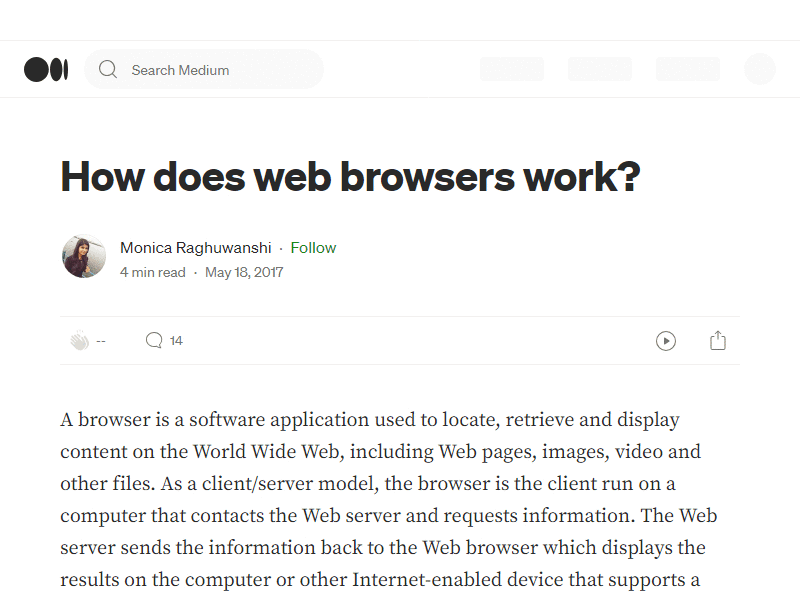 Search Medium
How does web browsers work?
Monica Raghuwanshi · Follow
4 min read · May 18, 2017
-- 14
A browser is a software application used to locate, retrieve and display
content on the World Wide Web, including Web pages, images, video and
other files. As a client/server model, the browser is the client run on a
computer that contacts the Web server and requests information. The Web
server sends the information back to the Web browser which displays the
results on the computer or other Internet-enabled device that supports a